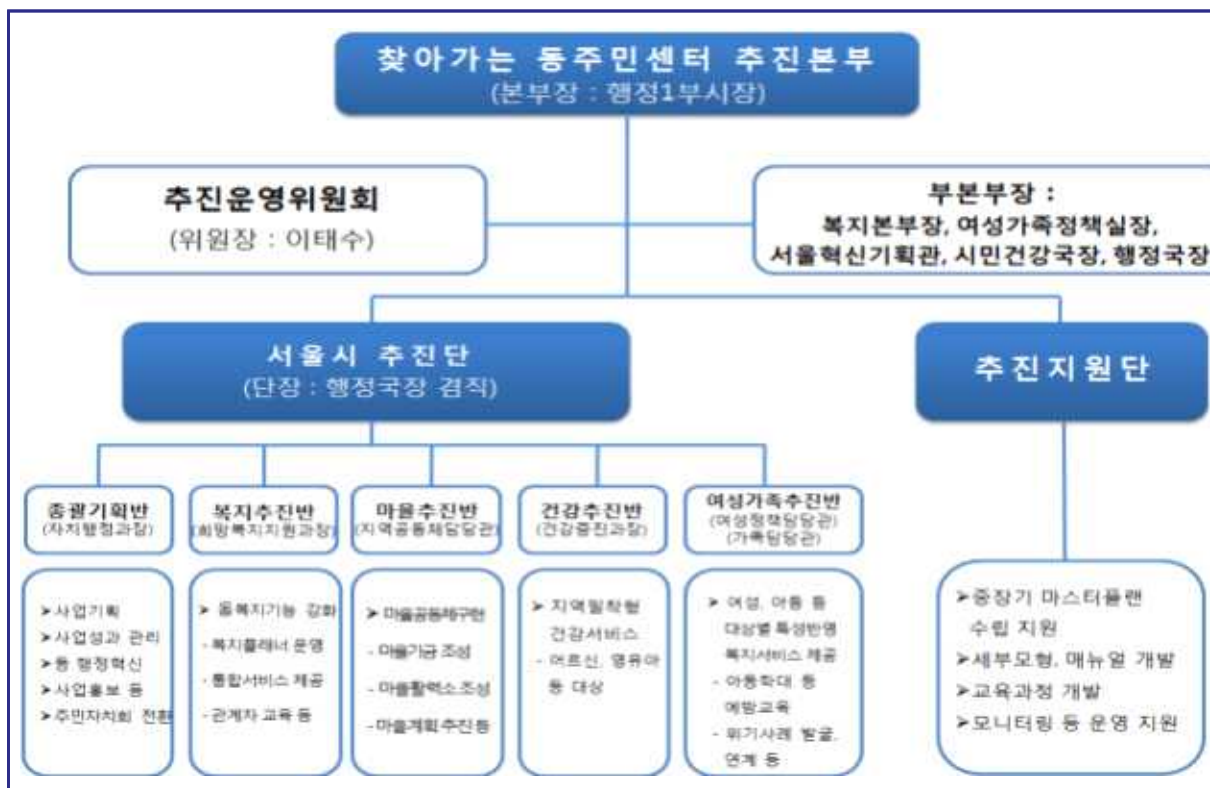 찾아가는 동주민센터 추진본부
(본부장 : 행정1부시장)
추진운영위원회
(위원장 : 이태수)
부본부장 :
복지본부장, 여성가족정책실장,
서울혁신기획관, 시민건강국장, 행정국장
서울시 추진단
(단장 : 행정국장 겸직)
추진지원단
총괄기획반
(자치행정과장)
복지추진반
(희망복지지원과장)
마을추진반
(지역공동체담당관)
건강추진반
(건강증진과장)
여성가족추진반
(여성정책담당관)
(가족담당관)
➤사업기획
➤사업성과 관리
➤동 행정혁신
➤사업홍보 등
➤주민자치회 전환
➤ 동복지기능 강화
- 복지플래너 운영
- 통합서비스 제공
- 관계자 교육 등
➤마을공동체구현
- 마을기금 조성
- 마을활력소 조성
- 마을계획 추진 등
➤ 지역밀착형
건강서비스
- 어르신, 영유아
등 대상
➤ 여성, 아동 등
대상별 특성반영
복지서비스 제공
- 아동학대 등
예방교육
- 위기사례 발굴,
연계 등
➤중장기 마스터플랜
수립 지원
➤세부모형, 매뉴얼 개발
➤교육과정 개발
➤모니터링 등 운영 지원